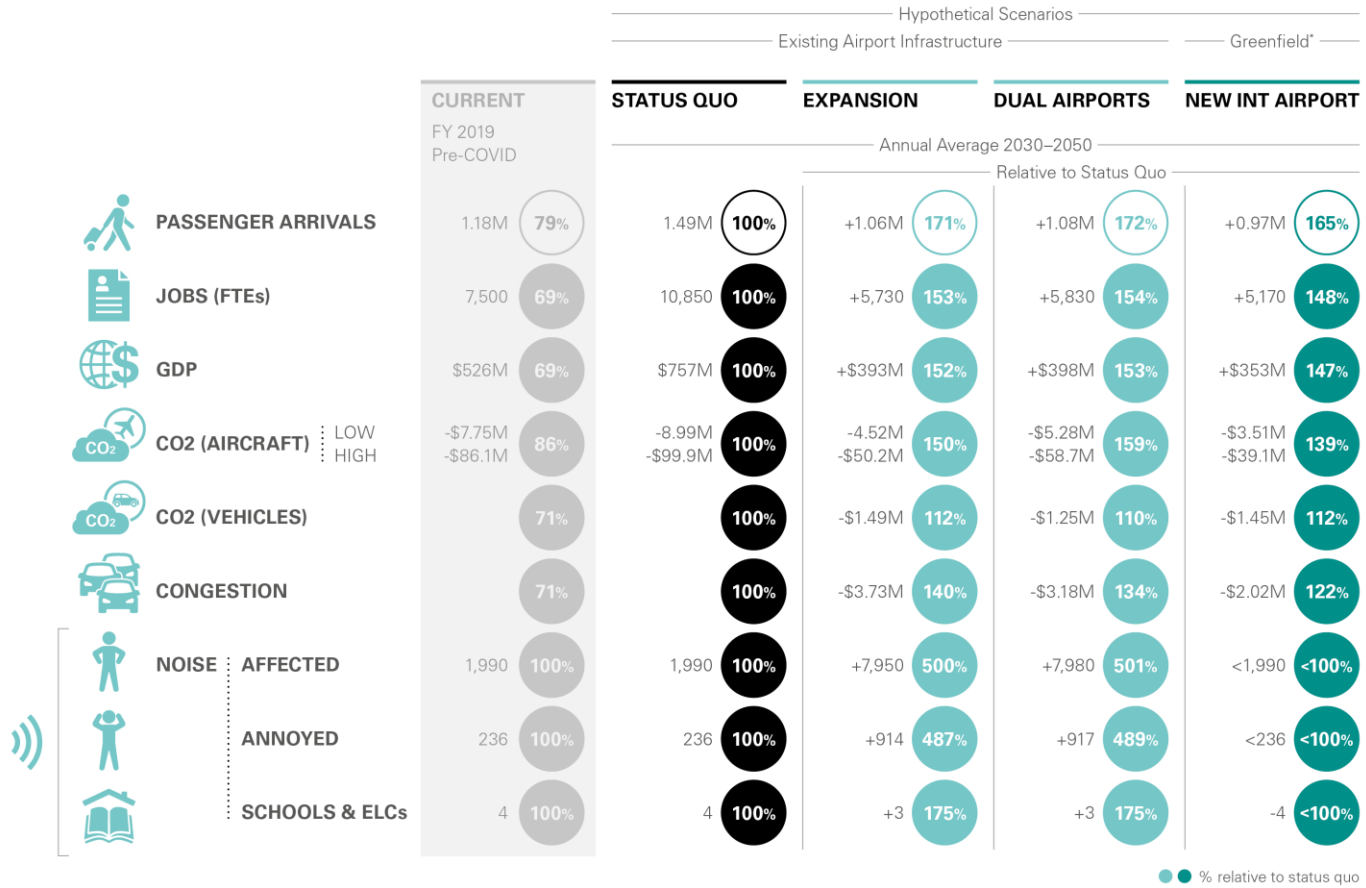 Hypothetical Scenarios
Existing Airport Infrastructure
Greenfield*
CURRENT
STATUS QUO
EXPANSION
DUAL AIRPORTS
NEW INT AIRPORT
FY 2019
Pre-COVID
Annual Average 2030–2050
Relative to Status Quo
PASSENGER ARRIVALS 1.18M 79% 1.49M 100% +1.06M 171% +1.08M 172% +0.97M 165%
JOBS (FTEs) 7,500 69% 10,850 100% +5,730 153% +5,830 154% +5,170 148%
GDP $526M 69% $757M 100% +$393M 152% +$398M 153% +$353M 147%
CO2 CO2 (AIRCRAFT) LOW -$7.75M 86% -8.99M 100% -4.52M 150% -$5.28M 159% -$3.51M 139%
HIGH -$86.1M -$99.9M -$50.2M -$58.7M -$39.1M
CO2 CO2 (VEHICLES) 71% 100% -$1.49M 112% -$1.25M 110% -$1.45M 112%
CONGESTION 71% 100% -$3.73M 140% -$3.18M 134% -$2.02M 122%
NOISE AFFECTED 1,990 100% 1,990 100% +7,950 500% +7,980 501% <1,990 <100%
ANNOYED 236 100% 236 100% +914 487% +917 489% <236 <100%
SCHOOLS & ELCs 4 100% 4 100% +3 175% +3 175% -4 <100%
% relative to status quo